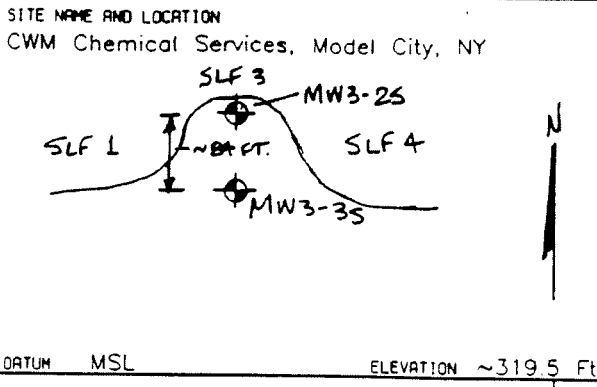 SITE NAME AND LOCATION
CWM Chemical Services, Model City, NY
SLF 3
MW3-2S
N
SLF 1
~84 FT.
SLF 4
MW3-3S
DATUM MSL
ELEVATION ~319.5 Ft